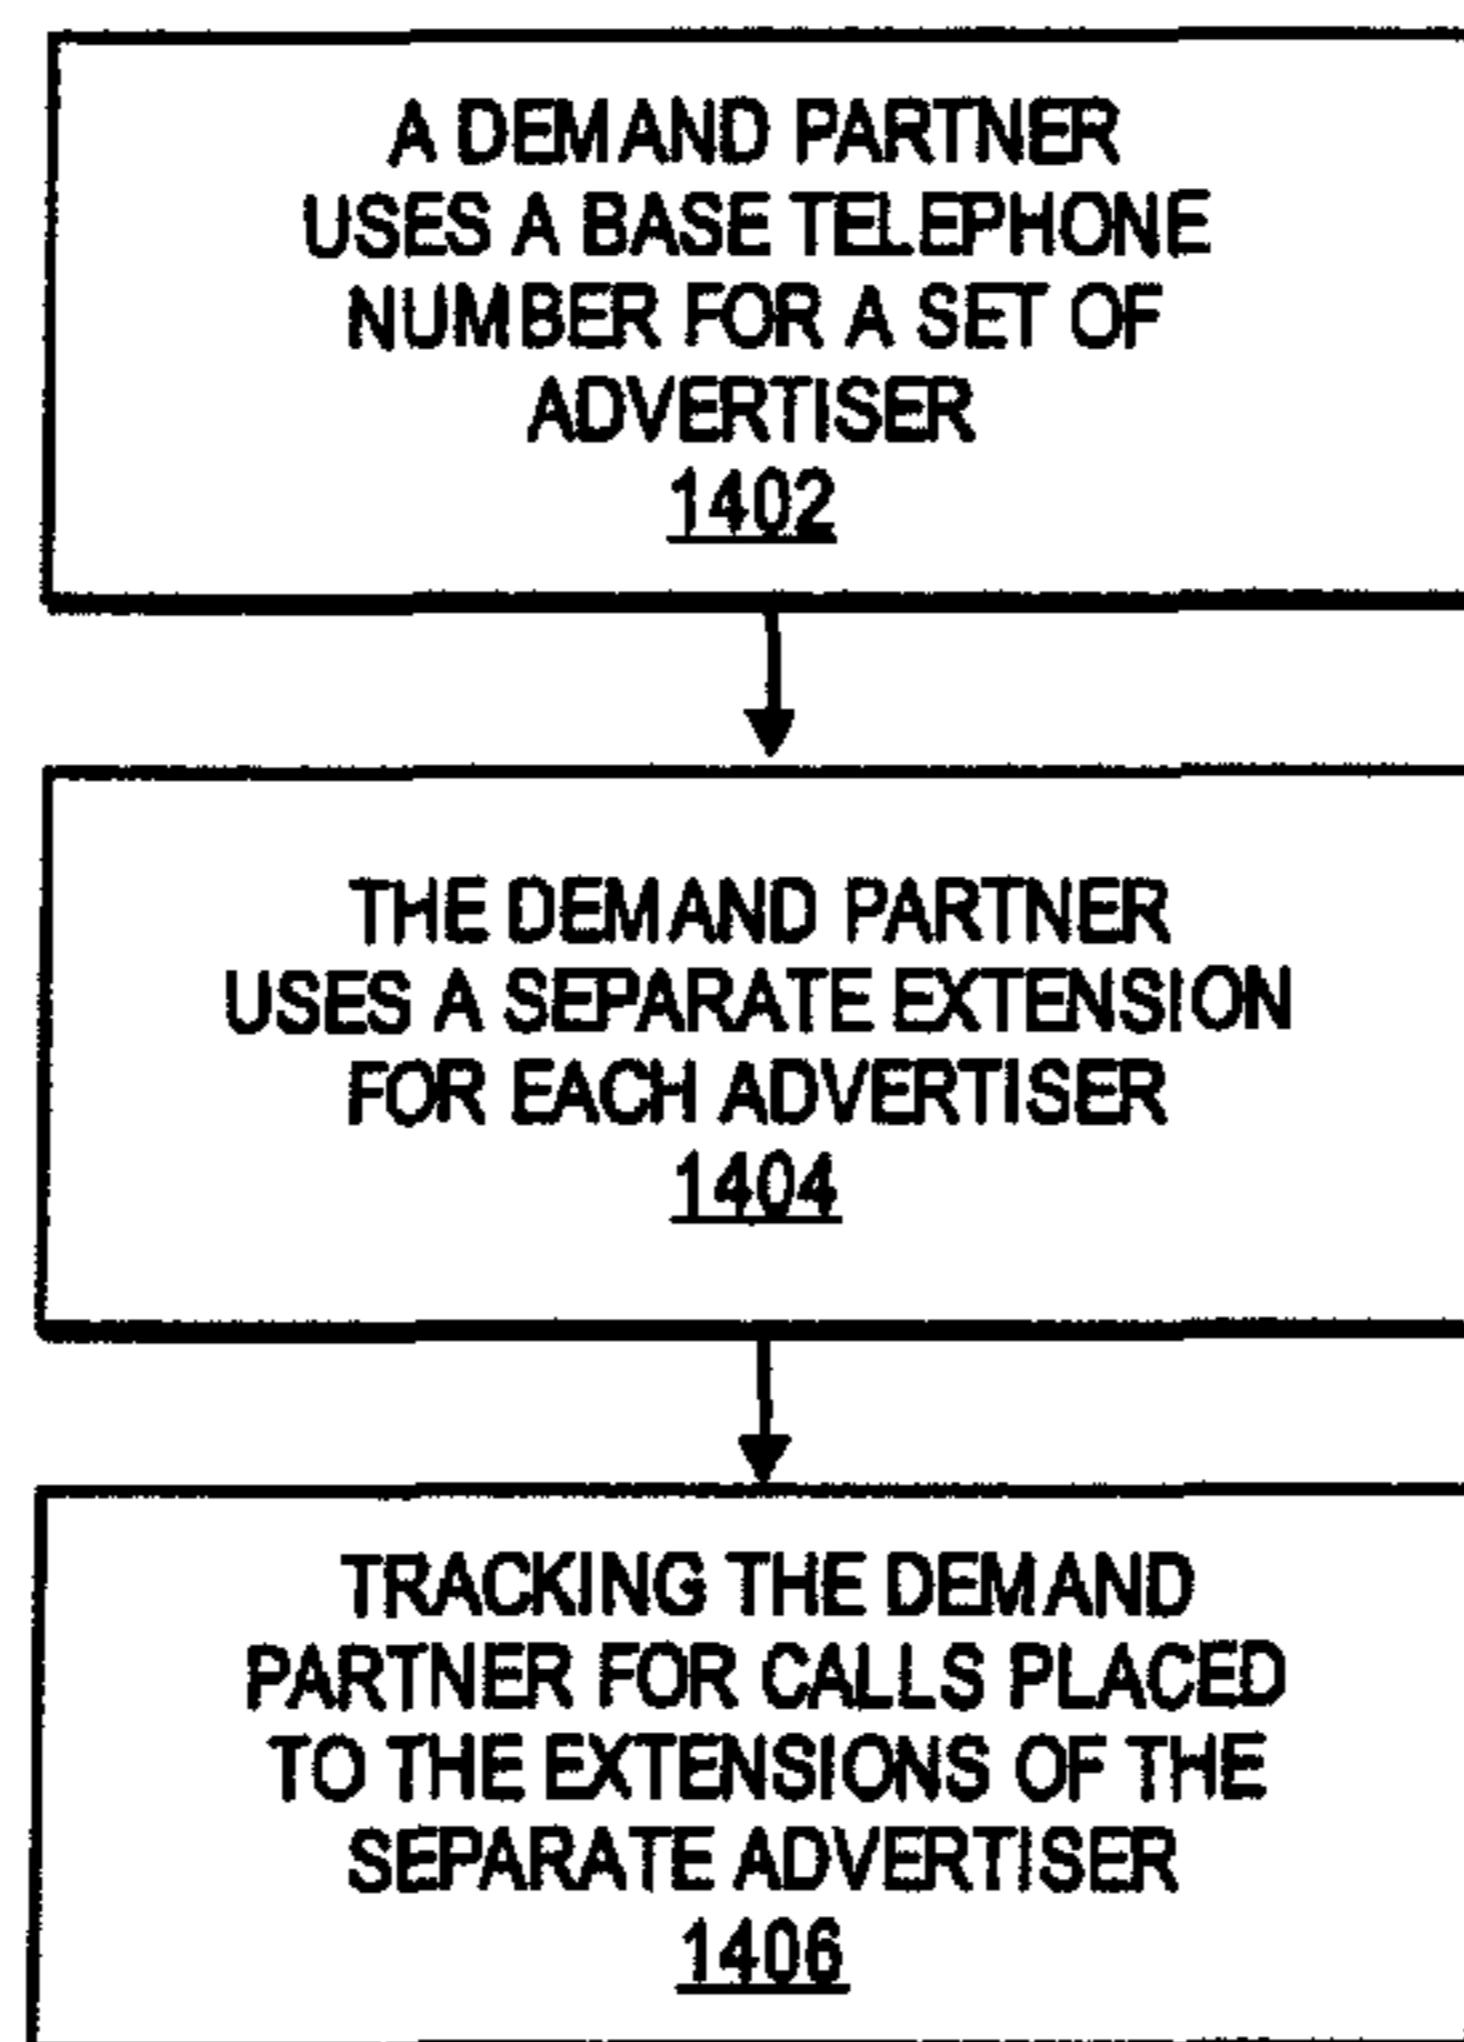 A DEMAND PARTNER
USES A BASE TELEPHONE
NUMBER FOR A SET OF
ADVERTISER
1402
THE DEMAND PARTNER
USES A SEPARATE EXTENSION
FOR EACH ADVERTISER
1404
TRACKING THE DEMAND
PARTNER FOR CALLS PLACED
TO THE EXTENSIONS OF THE
SEPARATE ADVERTISER
1406